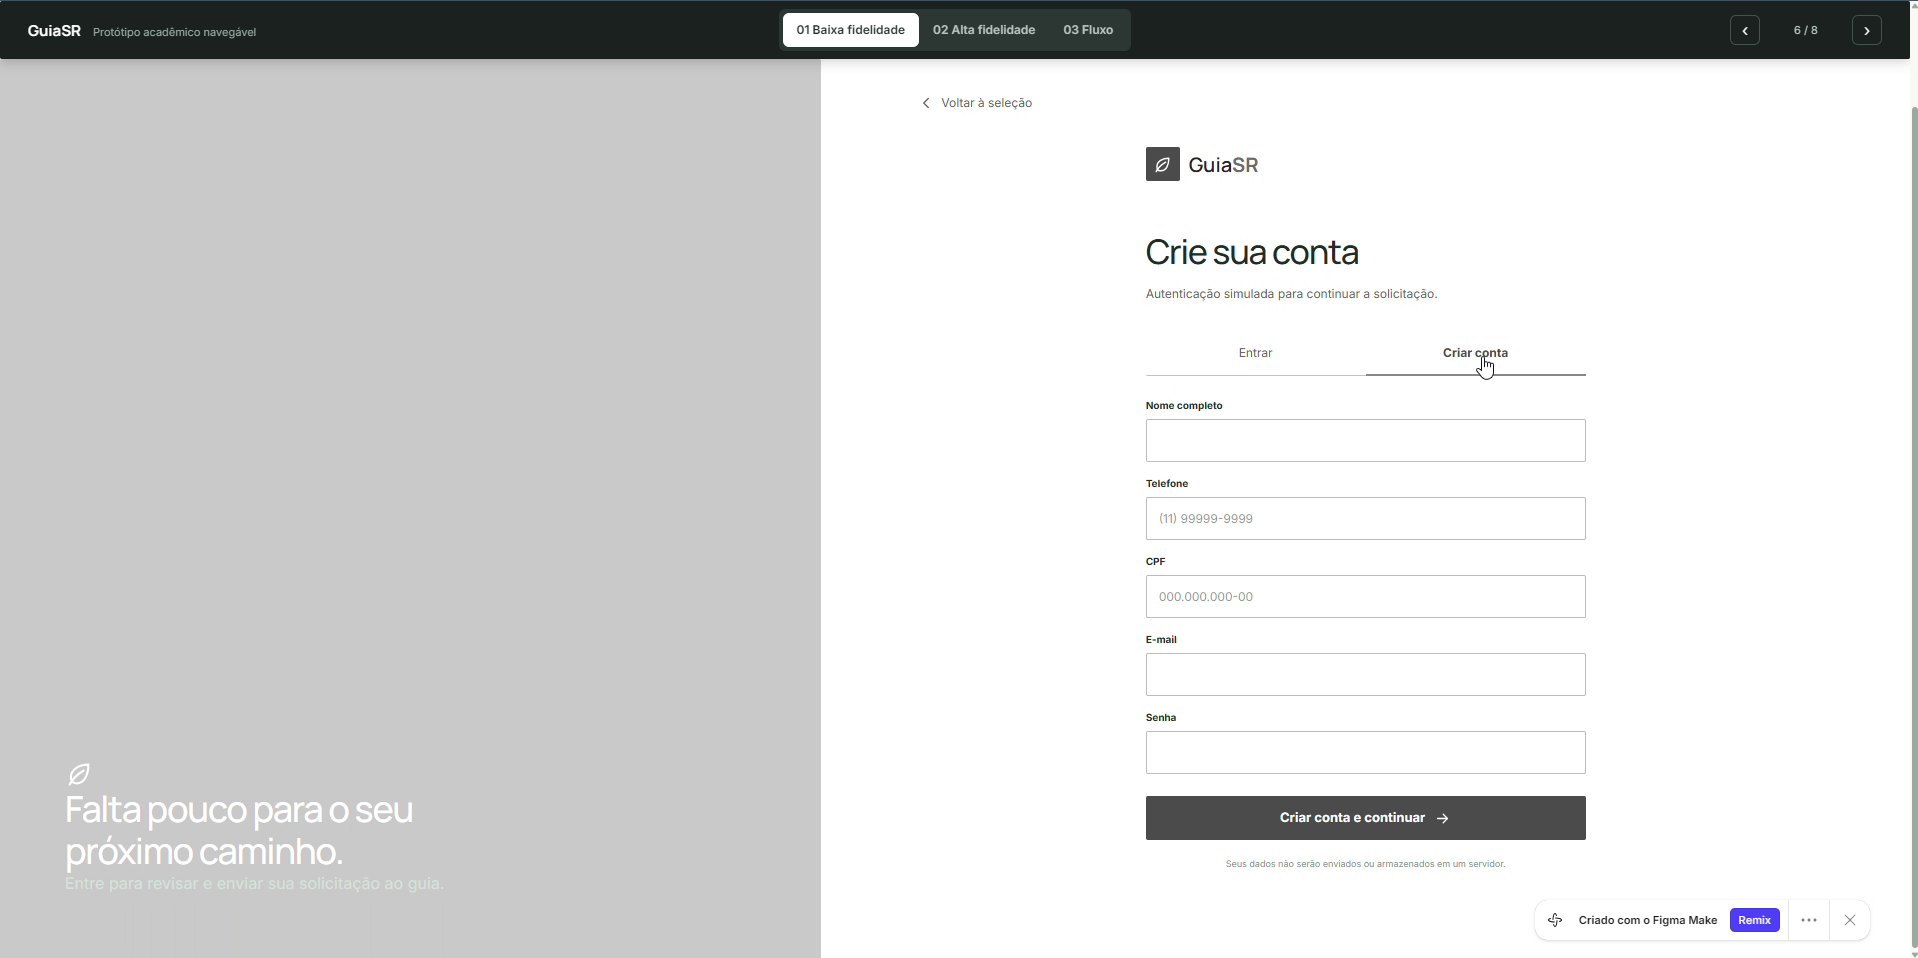 GuiaSR Protótipo acadêmico navegável 01 Baixa fidelidade 02 Alta fidelidade 03 Fluxo 6 / 8
Voltar à seleção
GuiaSR
Crie sua conta
Autenticação simulada para continuar a solicitação.
Entrar Criar conta
Nome completo
Telefone
(11) 99999-9999
CPF
000.000.000-00
E-mail
Senha
Criar conta e continuar
Seus dados não serão enviados ou armazenados em um servidor.
Falta pouco para o seu
próximo caminho.
Entre para revisar e enviar sua solicitação ao guia.
Criado com o Figma Make Remix